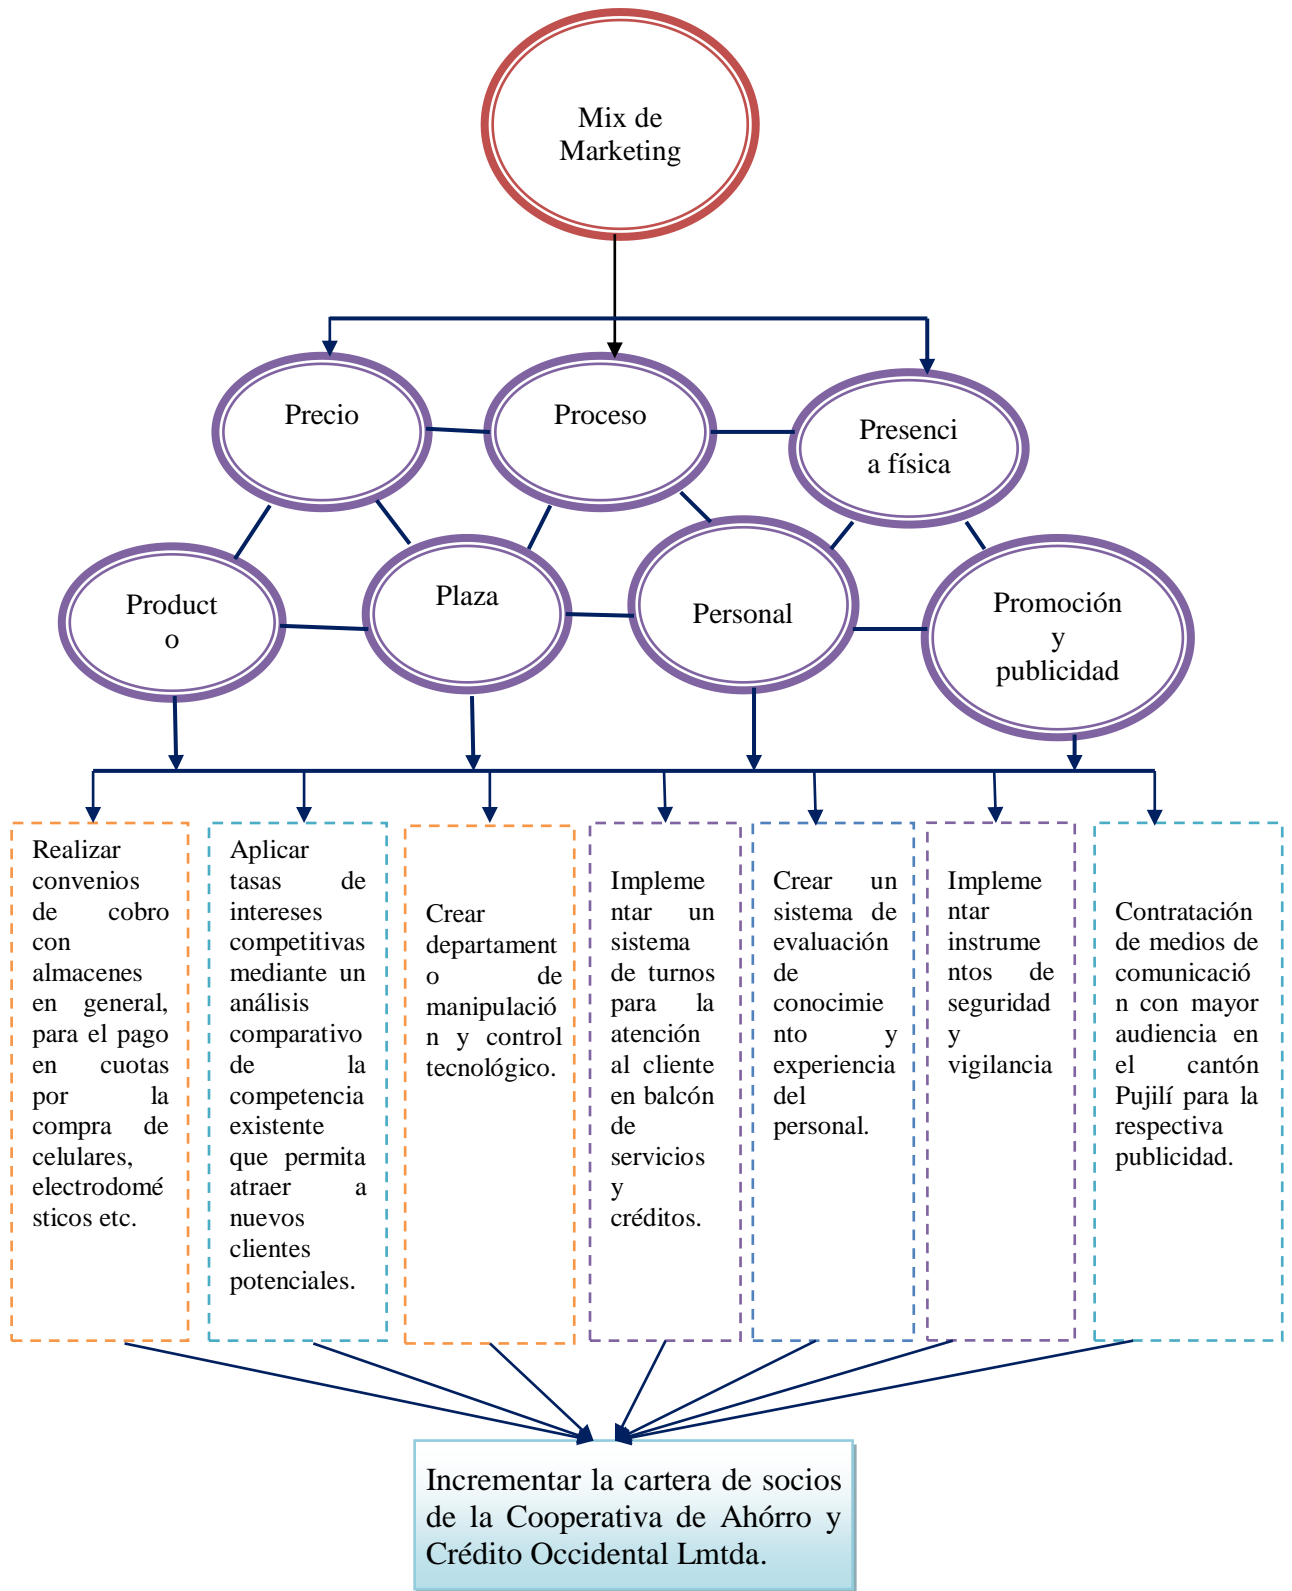 Mix de
Marketing
Precio
Proceso
Presenci
a física
Product
o
Plaza
Personal
Promoción
y
publicidad
Realizar
convenios
de cobro
con
almacenes
en general,
para el pago
en cuotas
por la
compra de
celulares,
electrodomé
sticos etc.
Aplicar
tasas de
intereses
competitivas
mediante un
análisis
comparativo
de la
competencia
existente
que permita
atraer a
nuevos
clientes
potenciales.
Crear
departament
o de
manipulació
n y control
tecnológico.
Impleme
ntar un
sistema
de turnos
para la
atención
al cliente
en balcón
de
servicios
y
créditos.
Crear un
sistema de
evaluación
de
conocimie
nto y
experiencia
del
personal.
Impleme
ntar
instrume
ntos de
seguridad
y
vigilancia
Contratación
de medios de
comunicació
n con mayor
audiencia en
el cantón
Pujilí para la
respectiva
publicidad.
Incrementar la cartera de socios
de la Cooperativa de Ahórro y
Crédito Occidental Lmtda.